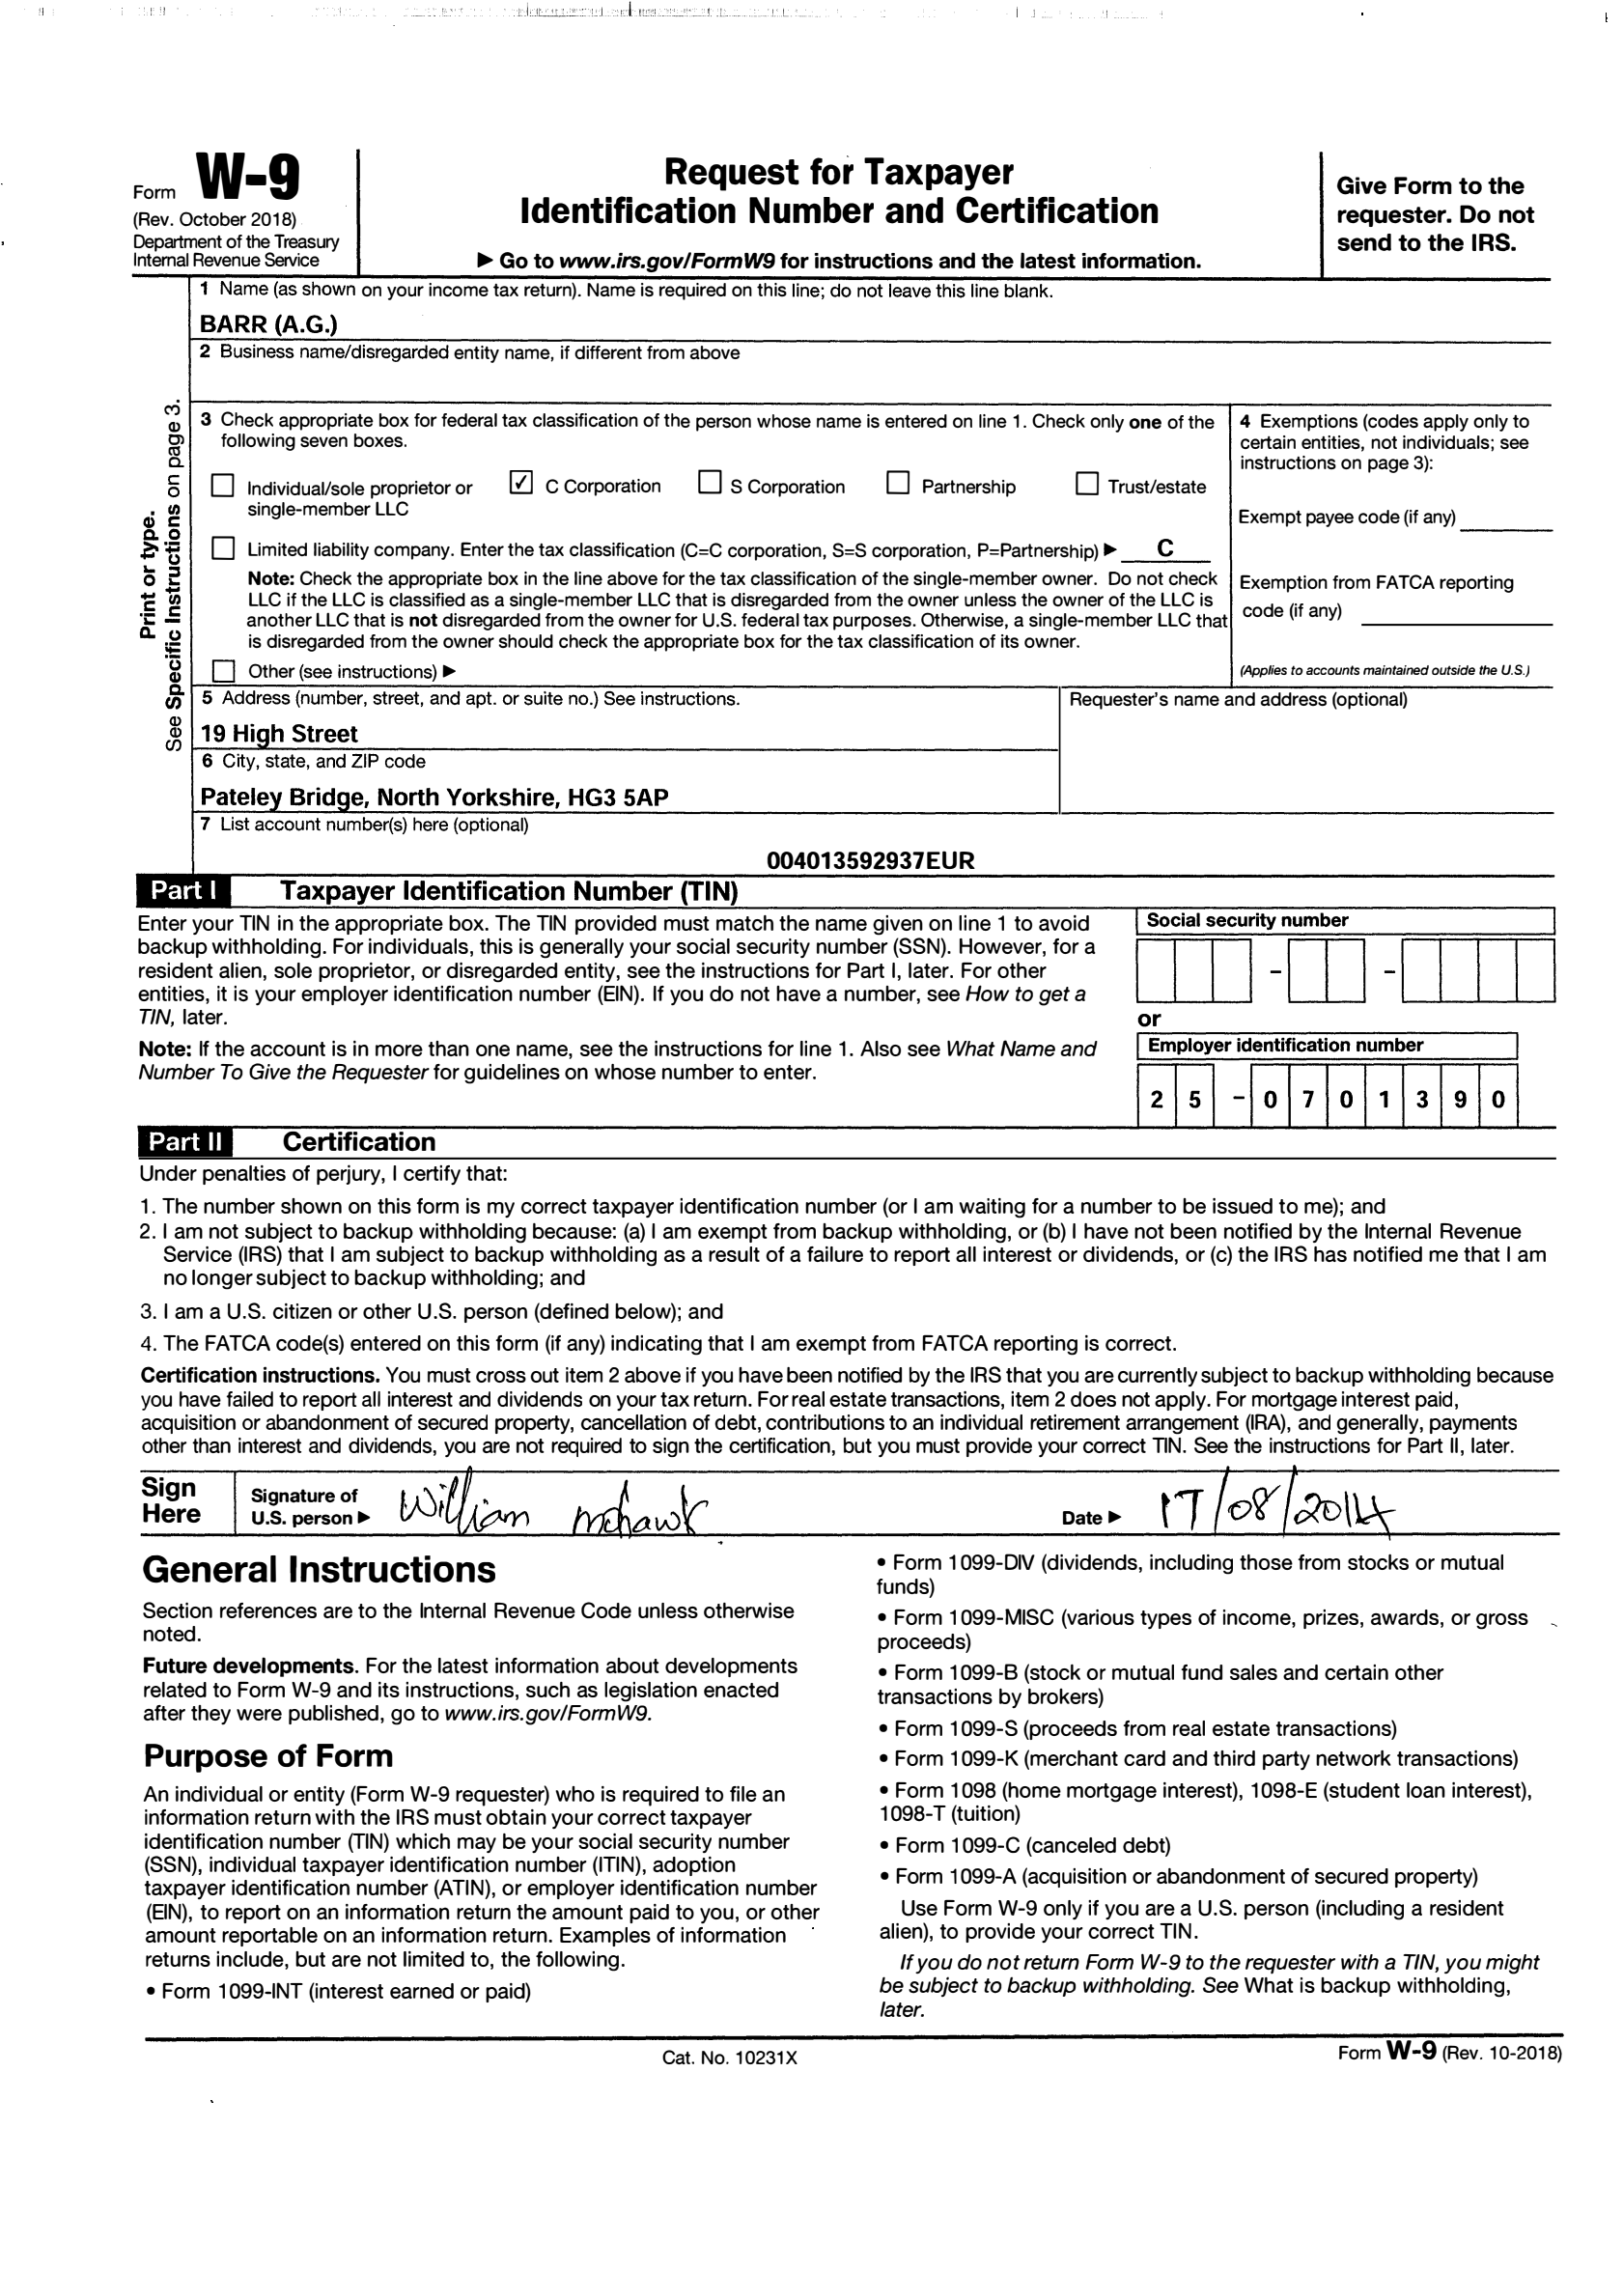 Form W-9
(Rev. October 2018)
Department of the Treasury
Internal Revenue Service
Request for Taxpayer
Identification Number and Certification
▶ Go to www.irs.gov/FormW9 for instructions and the latest information.
Give Form to the
requester. Do not
send to the IRS.
Print or type.
See Specific Instructions on page 3.
1 Name (as shown on your income tax return). Name is required on this line; do not leave this line blank.
BARR (A.G.)
2 Business name/disregarded entity name, if different from above
3 Check appropriate box for federal tax classification of the person whose name is entered on line 1. Check only one of the
following seven boxes.
☐ Individual/sole proprietor or
single-member LLC
☑ C Corporation
☐ S Corporation
☐ Partnership
☐ Trust/estate
☐ Limited liability company. Enter the tax classification (C=C corporation, S=S corporation, P=Partnership) ▶ C
Note: Check the appropriate box in the line above for the tax classification of the single-member owner. Do not check
LLC if the LLC is classified as a single-member LLC that is disregarded from the owner unless the owner of the LLC is
another LLC that is not disregarded from the owner for U.S. federal tax purposes. Otherwise, a single-member LLC that
is disregarded from the owner should check the appropriate box for the tax classification of its owner.
☐ Other (see instructions) ▶
4 Exemptions (codes apply only to
certain entities, not individuals; see
instructions on page 3):
Exempt payee code (if any)
Exemption from FATCA reporting
code (if any)
(Applies to accounts maintained outside the U.S.)
5 Address (number, street, and apt. or suite no.) See instructions.
19 High Street
6 City, state, and ZIP code
Pateley Bridge, North Yorkshire, HG3 5AP
Requester's name and address (optional)
7 List account number(s) here (optional)
004013592937EUR
Part I Taxpayer Identification Number (TIN)
Enter your TIN in the appropriate box. The TIN provided must match the name given on line 1 to avoid
backup withholding. For individuals, this is generally your social security number (SSN). However, for a
resident alien, sole proprietor, or disregarded entity, see the instructions for Part I, later. For other
entities, it is your employer identification number (EIN). If you do not have a number, see How to get a
TIN, later.
Note: If the account is in more than one name, see the instructions for line 1. Also see What Name and
Number To Give the Requester for guidelines on whose number to enter.
Social security number
– –
or
Employer identification number
2 5 – 0 7 0 1 3 9 0
Part II Certification
Under penalties of perjury, I certify that:
1. The number shown on this form is my correct taxpayer identification number (or I am waiting for a number to be issued to me); and
2. I am not subject to backup withholding because: (a) I am exempt from backup withholding, or (b) I have not been notified by the Internal Revenue
Service (IRS) that I am subject to backup withholding as a result of a failure to report all interest or dividends, or (c) the IRS has notified me that I am
no longer subject to backup withholding; and
3. I am a U.S. citizen or other U.S. person (defined below); and
4. The FATCA code(s) entered on this form (if any) indicating that I am exempt from FATCA reporting is correct.
Certification instructions. You must cross out item 2 above if you have been notified by the IRS that you are currently subject to backup withholding because
you have failed to report all interest and dividends on your tax return. For real estate transactions, item 2 does not apply. For mortgage interest paid,
acquisition or abandonment of secured property, cancellation of debt, contributions to an individual retirement arrangement (IRA), and generally, payments
other than interest and dividends, you are not required to sign the certification, but you must provide your correct TIN. See the instructions for Part II, later.
Sign
Here
Signature of
U.S. person ▶ William mohawk
Date ▶ 17/08/2014
General Instructions
Section references are to the Internal Revenue Code unless otherwise
noted.
Future developments. For the latest information about developments
related to Form W-9 and its instructions, such as legislation enacted
after they were published, go to www.irs.gov/FormW9.
Purpose of Form
An individual or entity (Form W-9 requester) who is required to file an
information return with the IRS must obtain your correct taxpayer
identification number (TIN) which may be your social security number
(SSN), individual taxpayer identification number (ITIN), adoption
taxpayer identification number (ATIN), or employer identification number
(EIN), to report on an information return the amount paid to you, or other
amount reportable on an information return. Examples of information
returns include, but are not limited to, the following.
• Form 1099-INT (interest earned or paid)
• Form 1099-DIV (dividends, including those from stocks or mutual
funds)
• Form 1099-MISC (various types of income, prizes, awards, or gross
proceeds)
• Form 1099-B (stock or mutual fund sales and certain other
transactions by brokers)
• Form 1099-S (proceeds from real estate transactions)
• Form 1099-K (merchant card and third party network transactions)
• Form 1098 (home mortgage interest), 1098-E (student loan interest),
1098-T (tuition)
• Form 1099-C (canceled debt)
• Form 1099-A (acquisition or abandonment of secured property)
Use Form W-9 only if you are a U.S. person (including a resident
alien), to provide your correct TIN.
If you do not return Form W-9 to the requester with a TIN, you might
be subject to backup withholding. See What is backup withholding,
later.
Cat. No. 10231X
Form W-9 (Rev. 10-2018)